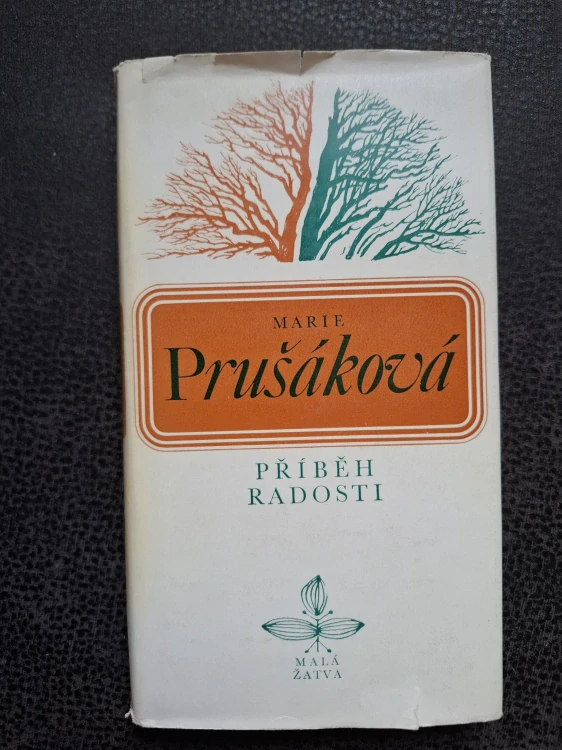 MARIE
Prušáková
PŘÍBĚH
RADOSTI
MALÁ
ŽATVA